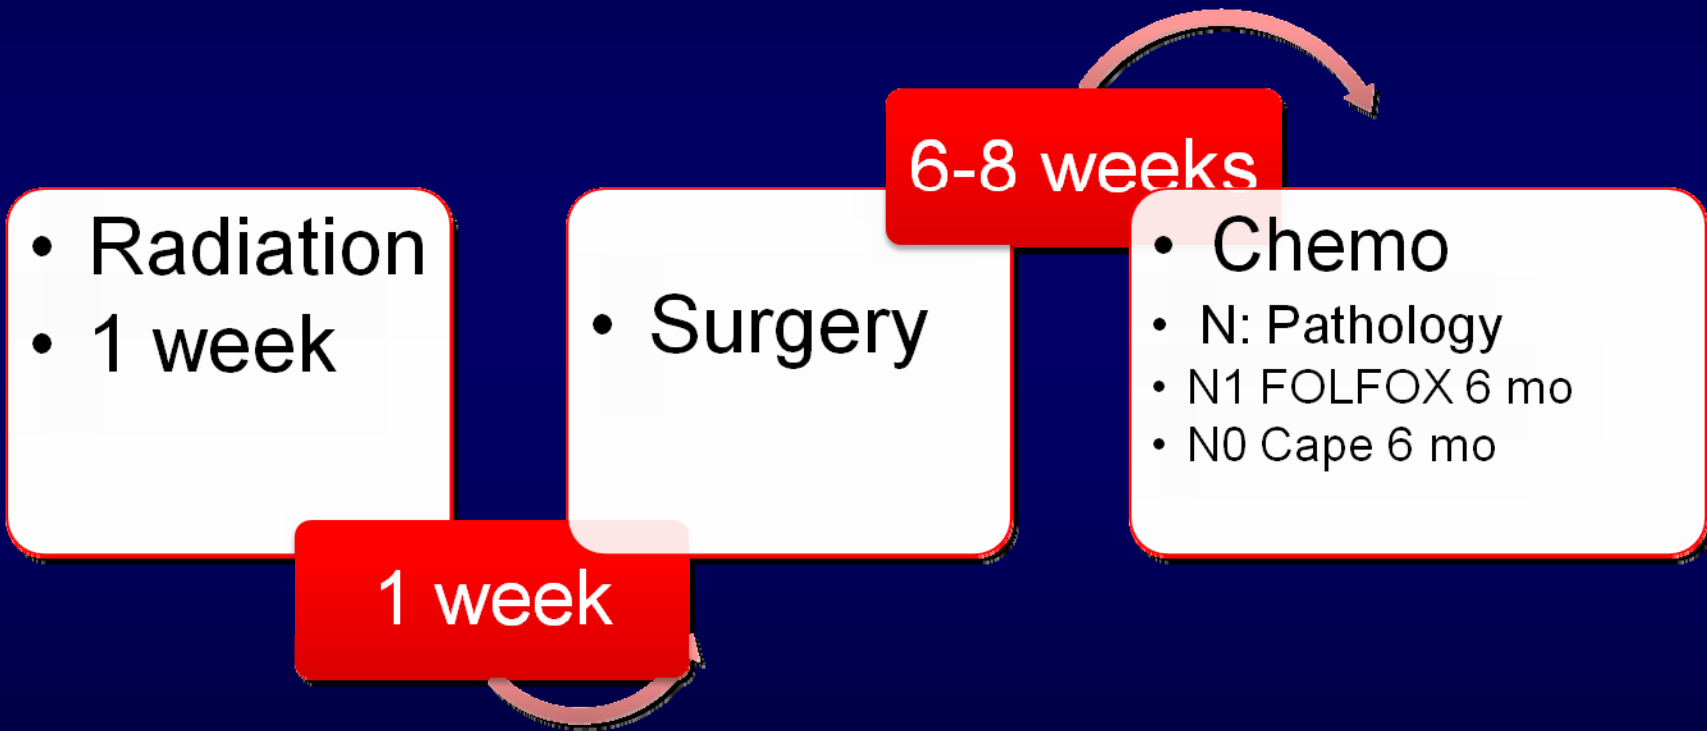 • Radiation
• 1 week
1 week
• Surgery
6-8 weeks
• Chemo
• N: Pathology
• N1 FOLFOX 6 mo
• N0 Cape 6 mo